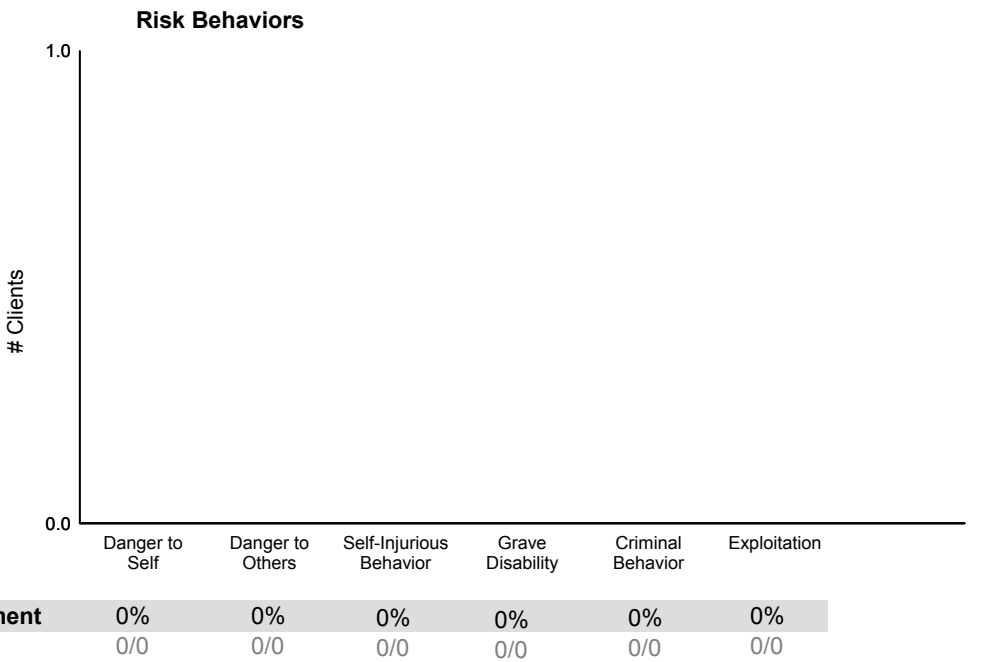 Risk Behaviors
1.0
# Clients
0.0
Danger to Self
Danger to Others
Self-Injurious Behavior
Grave Disability
Criminal Behavior
Exploitation
0% 0% 0% 0% 0% 0%
0/0 0/0 0/0 0/0 0/0 0/0